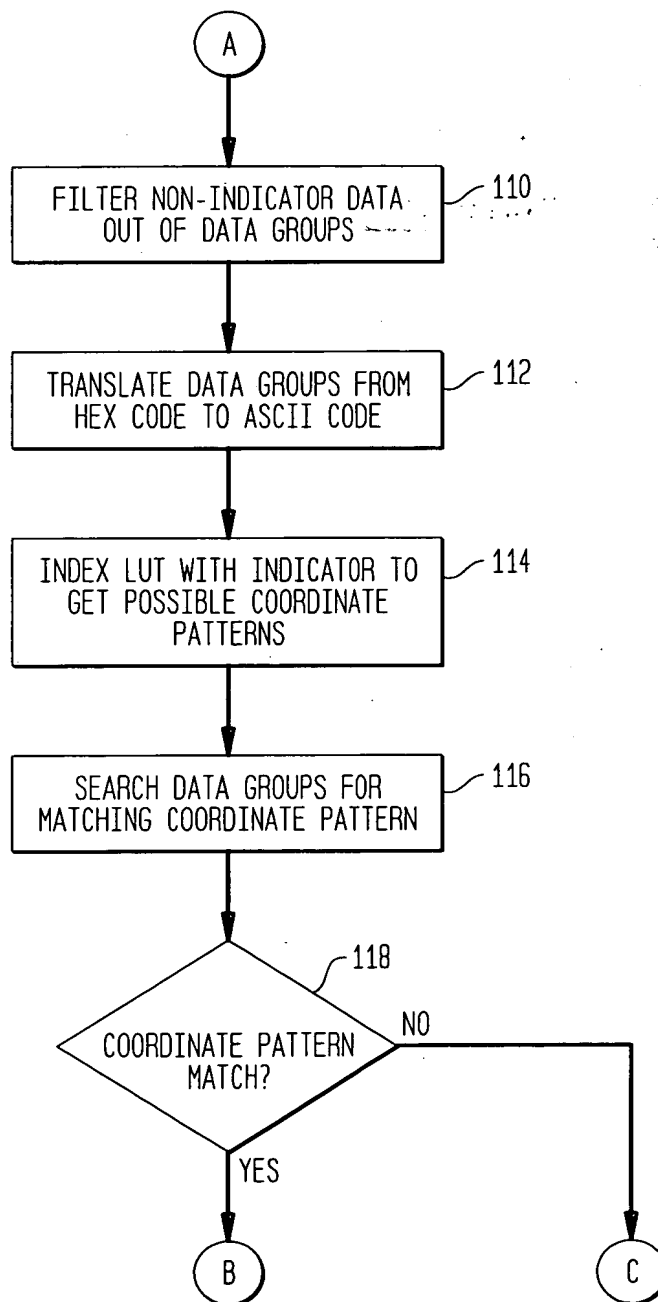 A
FILTER NON-INDICATOR DATA
OUT OF DATA GROUPS
110
TRANSLATE DATA GROUPS FROM
HEX CODE TO ASCII CODE
112
INDEX LUT WITH INDICATOR TO
GET POSSIBLE COORDINATE
PATTERNS
114
SEARCH DATA GROUPS FOR
MATCHING COORDINATE PATTERN
116
118
COORDINATE PATTERN
MATCH?
NO
YES
B
C